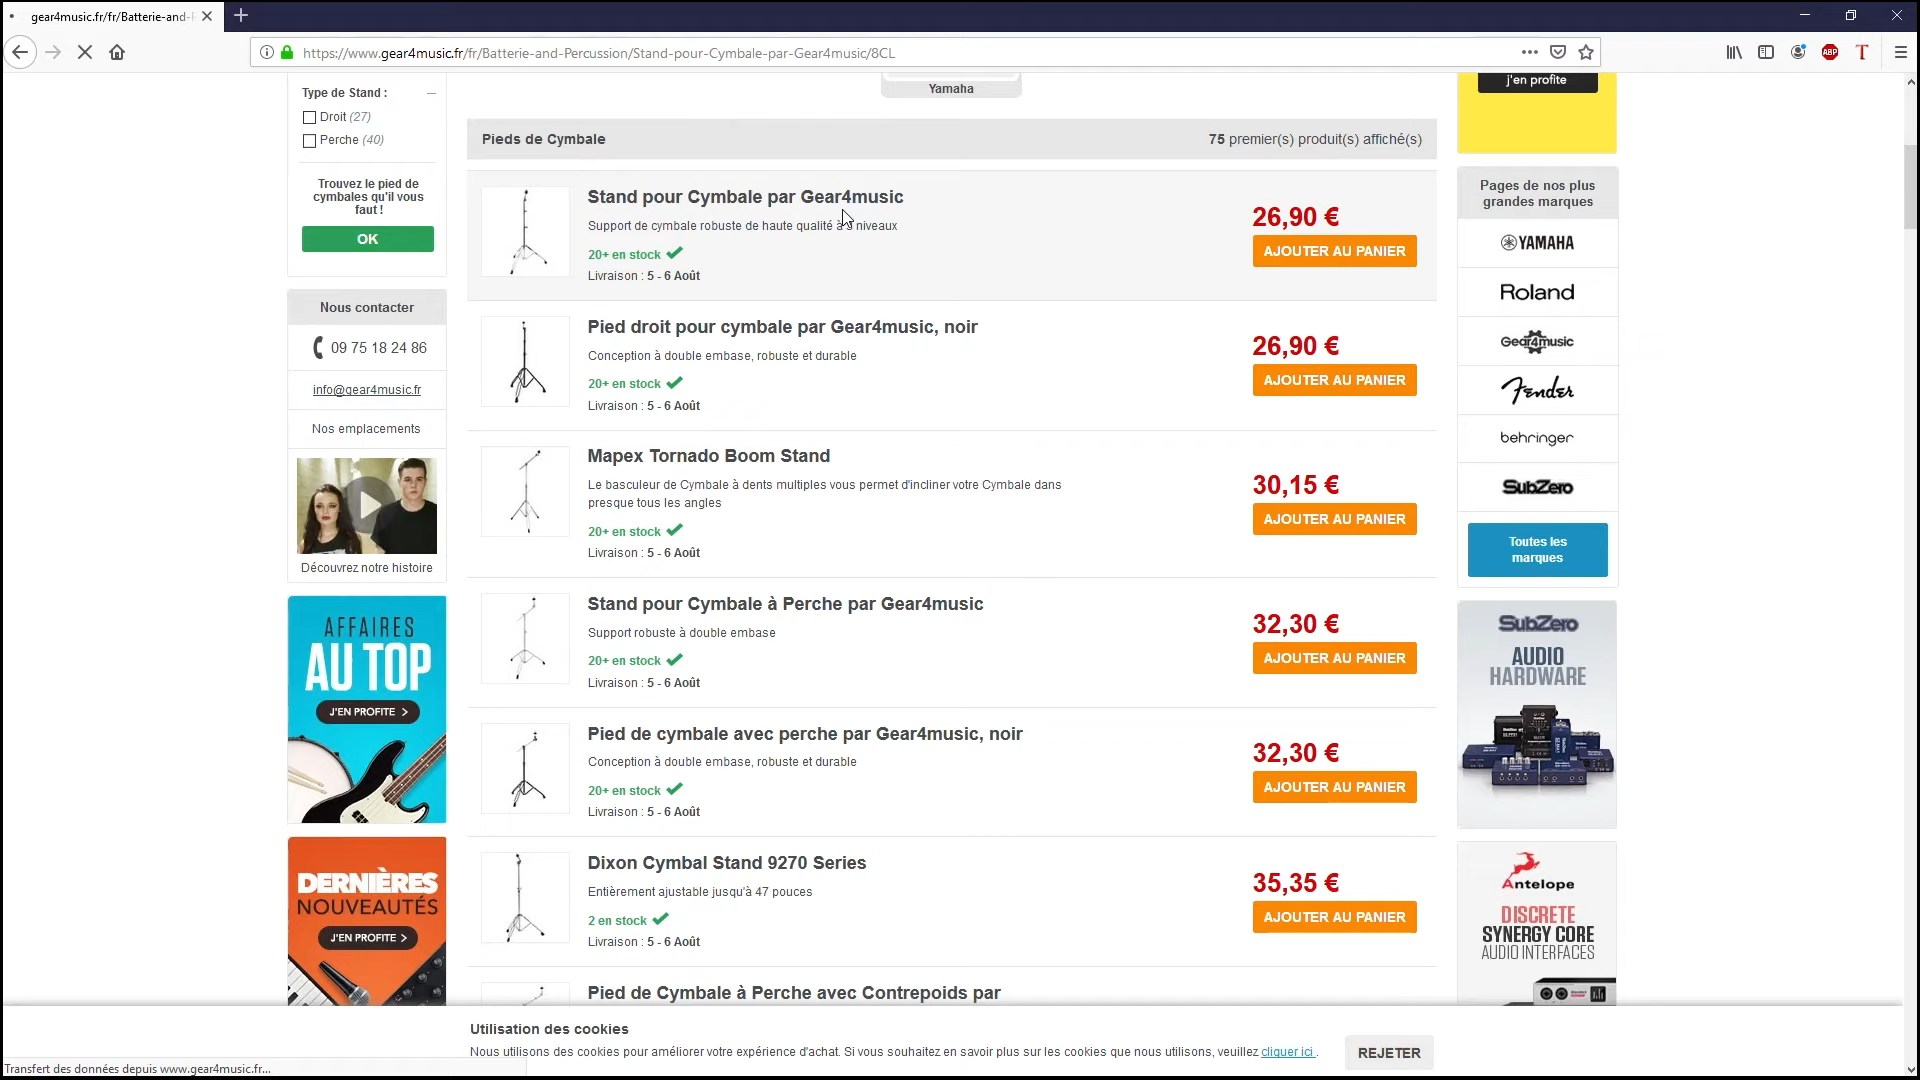 gear4music.fr/fr/Batterie-and-
https://www.gear4music.fr/fr/Batterie-and-Percussion/Stand-pour-Cymbale-par-Gear4music/8CL
ABP
T
Type de Stand :
Droit (27)
Perche (40)
Trouvez le pied de
cymbales qu'il vous
faut !
OK
Nous contacter
09 75 18 24 86
info@gear4music.fr
Nos emplacements
Découvrez notre histoire
AFFAIRES
AU TOP
J'EN PROFITE >
DERNIÈRES
NOUVEAUTÉS
J'EN PROFITE >
Yamaha
Pieds de Cymbale
75 premier(s) produit(s) affiché(s)
Stand pour Cymbale par Gear4music
Support de cymbale robuste de haute qualité à niveaux
20+ en stock
Livraison : 5 - 6 Août
26,90 €
AJOUTER AU PANIER
Pied droit pour cymbale par Gear4music, noir
Conception à double embase, robuste et durable
20+ en stock
Livraison : 5 - 6 Août
26,90 €
AJOUTER AU PANIER
Mapex Tornado Boom Stand
Le basculeur de Cymbale à dents multiples vous permet d'incliner votre Cymbale dans
presque tous les angles
20+ en stock
Livraison : 5 - 6 Août
30,15 €
AJOUTER AU PANIER
Stand pour Cymbale à Perche par Gear4music
Support robuste à double embase
20+ en stock
Livraison : 5 - 6 Août
32,30 €
AJOUTER AU PANIER
Pied de cymbale avec perche par Gear4music, noir
Conception à double embase, robuste et durable
20+ en stock
Livraison : 5 - 6 Août
32,30 €
AJOUTER AU PANIER
Dixon Cymbal Stand 9270 Series
Entièrement ajustable jusqu'à 47 pouces
2 en stock
Livraison : 5 - 6 Août
35,35 €
AJOUTER AU PANIER
Pied de Cymbale à Perche avec Contrepoids par
j'en profite
Pages de nos plus
grandes marques
YAMAHA
Roland
Gear4music
Fender
behringer
SubZero
Toutes les
marques
SubZero
AUDIO
HARDWARE
Antelope
DISCRETE
SYNERGY CORE
AUDIO INTERFACES
Utilisation des cookies
Nous utilisons des cookies pour améliorer votre expérience d'achat. Si vous souhaitez en savoir plus sur les cookies que nous utilisons, veuillez cliquer ici .
REJETER
Transfert des données depuis www.gear4music.fr...